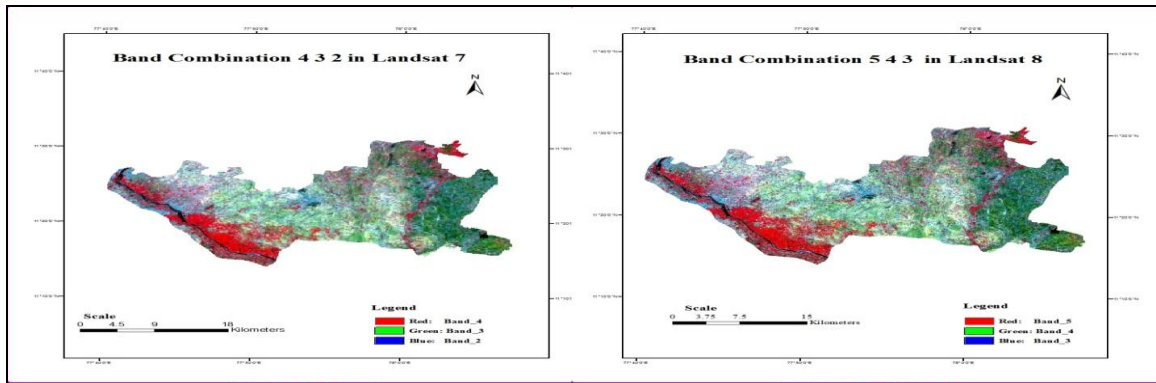 Band Combination 4 3 2 in Landsat 7
N
Scale
0 4.5 9 18
Kilometers
Legend
Red: Band_4
Green: Band_3
Blue: Band_2
Band Combination 5 4 3 in Landsat 8
N
Scale
0 3.75 7.5 15
Kilometers
Legend
Red: Band_5
Green: Band_4
Blue: Band_3